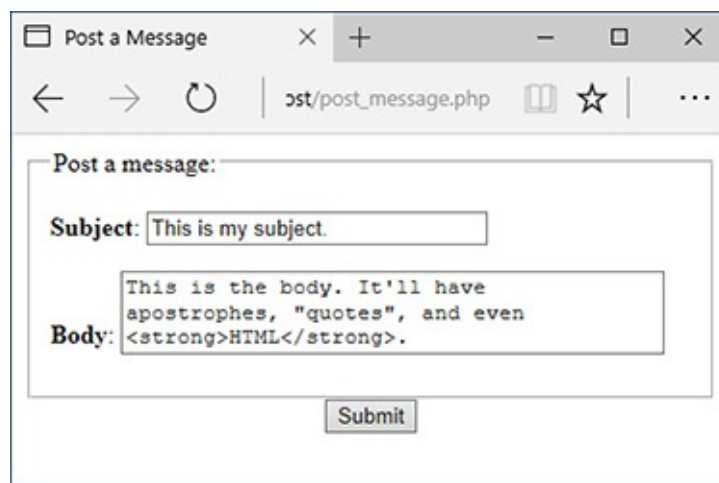 Post a Message
ost/post_message.php
Post a message:
Subject: This is my subject.
This is the body. It'll have
apostrophes, "quotes", and even
Body: <strong>HTML</strong>.
Submit